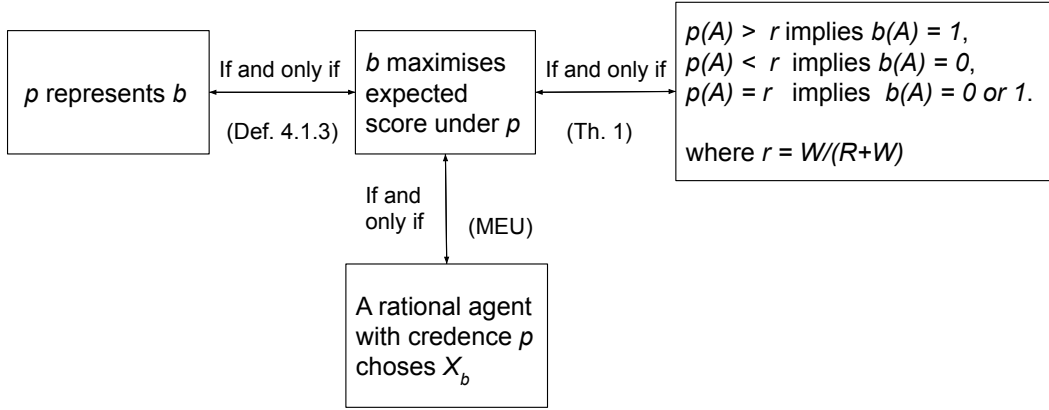 p represents b
If and only if
(Def. 4.1.3)
b maximises
expected
score under p
If and only if
(Th. 1)
p(A) > r implies b(A) = 1,
p(A) < r implies b(A) = 0,
p(A) = r implies b(A) = 0 or 1.
where r = W/(R+W)
If and
only if
(MEU)
A rational agent
with credence p
choses X_b